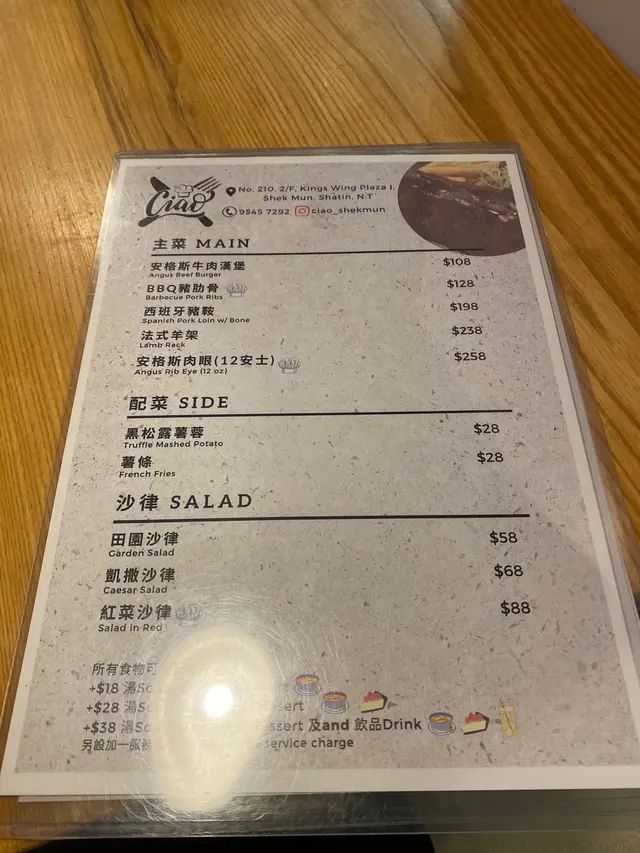 Ciao
No. 210, 2/F, Kings Wing Plaza I,
Shek Mun, Shatin, N.T
9545 7292 ciao_shekmun
主菜 MAIN
安格斯牛肉漢堡 $108
Angus Beef Burger
BBQ豬肋骨 $128
Barbecue Pork Ribs
西班牙豬鞍 $198
Spanish Pork Loin w/ Bone
法式羊架 $238
Lamb Rack
安格斯肉眼(12安士) $258
Angus Rib Eye (12 oz)
配菜 SIDE
黑松露薯蓉 $28
Truffle Mashed Potato
薯條 $28
French Fries
沙律 SALAD
田園沙律 $58
Garden Salad
凱撒沙律 $68
Caesar Salad
紅菜沙律 $88
Salad in Red
所有食物可
+$18 湯
+$28 湯
+$38 湯 及and 飲品Drink
另設加一服務 service charge